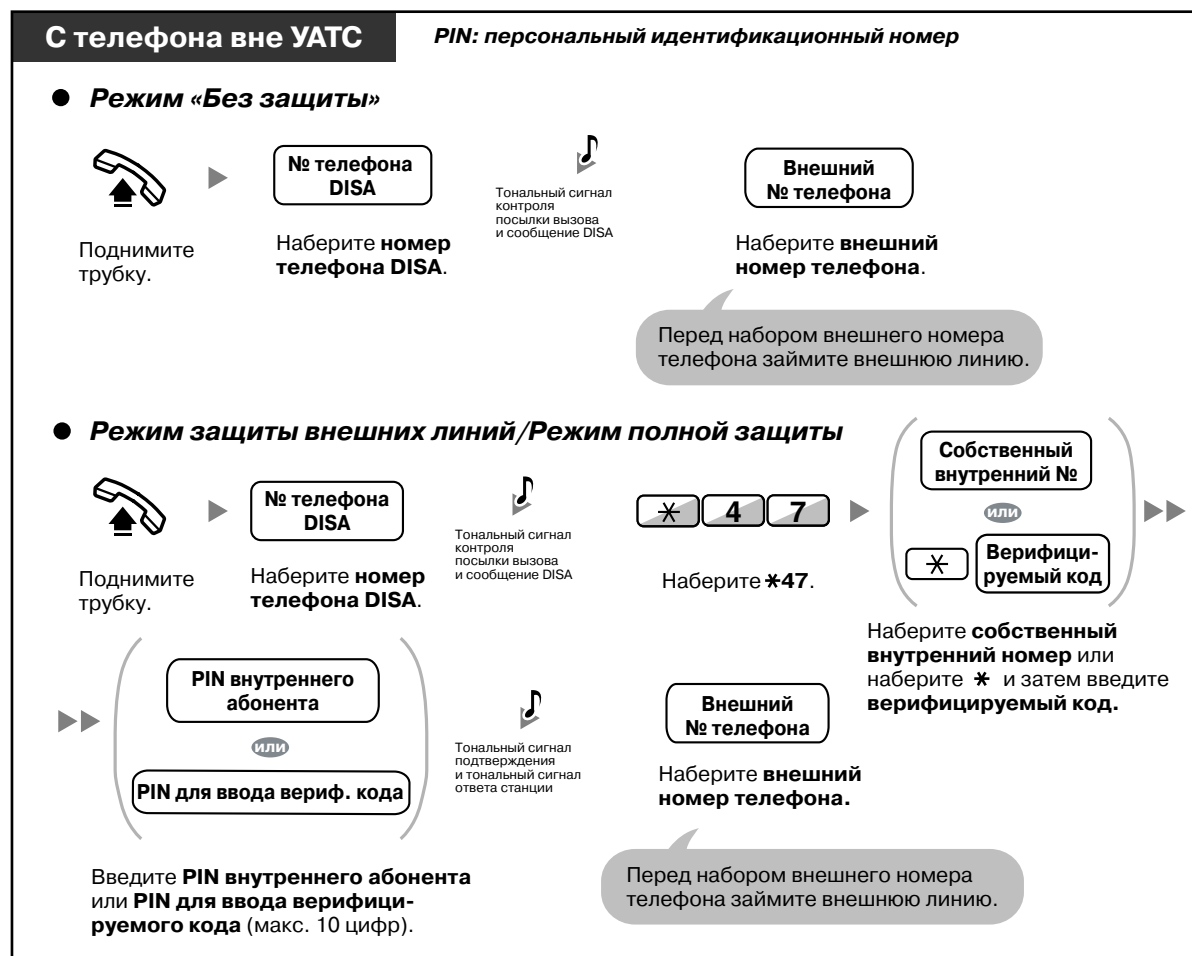 С телефона вне УАТС
PIN: персональный идентификационный номер
● Режим «Без защиты»
№ телефона
DISA
Внешний
№ телефона
Поднимите
трубку.
Наберите номер
телефона DISA.
Тональный сигнал
контроля
посылки вызова
и сообщение DISA
Наберите внешний
номер телефона.
Перед набором внешнего номера
телефона займите внешнюю линию.
● Режим защиты внешних линий/Режим полной защиты
№ телефона
DISA
Поднимите
трубку.
Наберите номер
телефона DISA.
Тональный сигнал
контроля
посылки вызова
и сообщение DISA
* 4 7
Наберите *47.
Собственный
внутренний №
или
* Верифици-
руемый код
Наберите собственный
внутренний номер или
наберите * и затем введите
верифицируемый код.
PIN внутреннего
абонента
или
PIN для ввода вериф. кода
Введите PIN внутреннего абонента
или PIN для ввода верифици-
руемого кода (макс. 10 цифр).
Тональный сигнал
подтверждения
и тональный сигнал
ответа станции
Внешний
№ телефона
Наберите внешний
номер телефона.
Перед набором внешнего номера
телефона займите внешнюю линию.